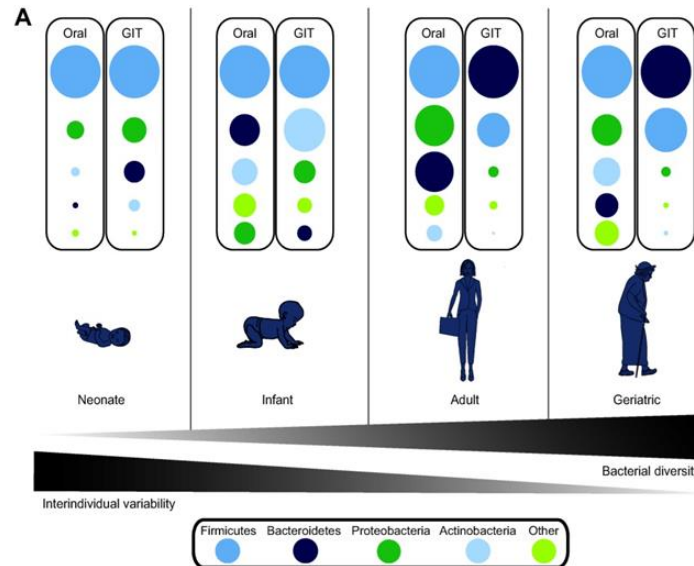 A
Oral GIT Oral GIT Oral GIT Oral GIT
Neonate Infant Adult Geriatric
Bacterial diversit
Interindividual variability
Firmicutes Bacteroidetes Proteobacteria Actinobacteria Other